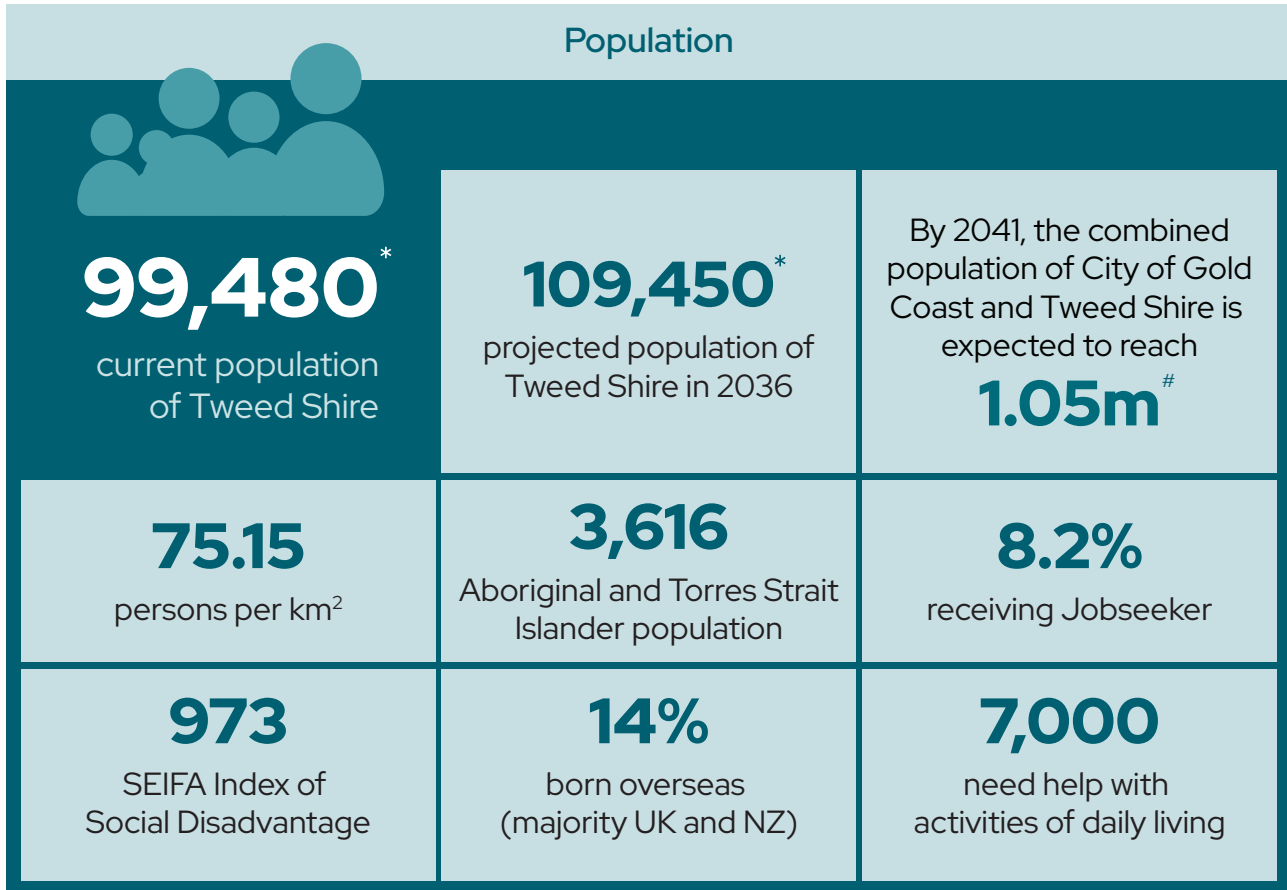 Population
99,480*
current population
of Tweed Shire
109,450*
projected population of
Tweed Shire in 2036
By 2041, the combined
population of City of Gold
Coast and Tweed Shire is
expected to reach
1.05m#
75.15
persons per km²
3,616
Aboriginal and Torres Strait
Islander population
8.2%
receiving Jobseeker
973
SEIFA Index of
Social Disadvantage
14%
born overseas
(majority UK and NZ)
7,000
need help with
activities of daily living